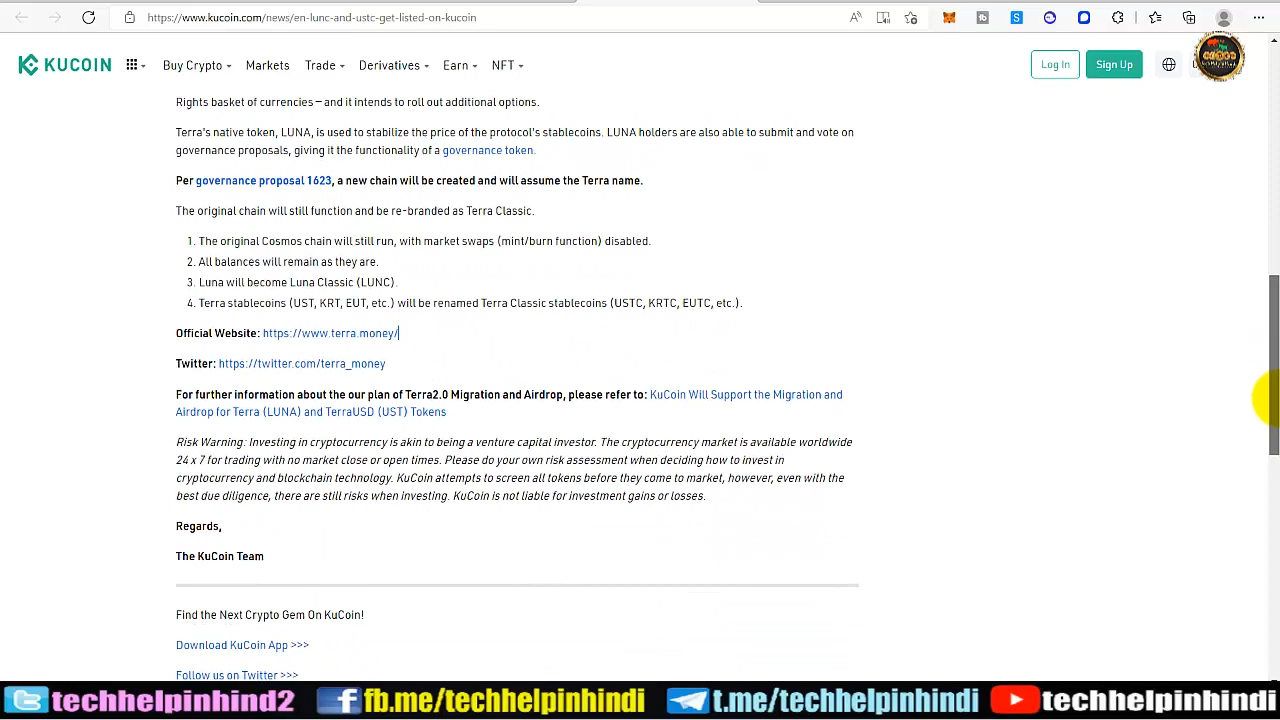 https://www.kucoin.com/news/en-lunc-and-ustc-get-listed-on-kucoin
KUCOIN
Buy Crypto
Markets
Trade
Derivatives
Earn
NFT
Log In
Sign Up
Rights basket of currencies – and it intends to roll out additional options.
Terra's native token, LUNA, is used to stabilize the price of the protocol's stablecoins. LUNA holders are also able to submit and vote on
governance proposals, giving it the functionality of a governance token.
Per governance proposal 1623, a new chain will be created and will assume the Terra name.
The original chain will still function and be re-branded as Terra Classic.
1. The original Cosmos chain will still run, with market swaps (mint/burn function) disabled.
2. All balances will remain as they are.
3. Luna will become Luna Classic (LUNC).
4. Terra stablecoins (UST, KRT, EUT, etc.) will be renamed Terra Classic stablecoins (USTC, KRTC, EUTC, etc.).
Official Website: https://www.terra.money/
Twitter: https://twitter.com/terra_money
For further information about the our plan of Terra2.0 Migration and Airdrop, please refer to: KuCoin Will Support the Migration and
Airdrop for Terra (LUNA) and TerraUSD (UST) Tokens
Risk Warning: Investing in cryptocurrency is akin to being a venture capital investor. The cryptocurrency market is available worldwide
24 x 7 for trading with no market close or open times. Please do your own risk assessment when deciding how to invest in
cryptocurrency and blockchain technology. KuCoin attempts to screen all tokens before they come to market, however, even with the
best due diligence, there are still risks when investing. KuCoin is not liable for investment gains or losses.
Regards,
The KuCoin Team
Find the Next Crypto Gem On KuCoin!
Download KuCoin App >>>
Follow us on Twitter >>>
techhelpinhind2
fb.me/techhelpinhindi
t.me/techhelpinhindi
techhelpinhindi